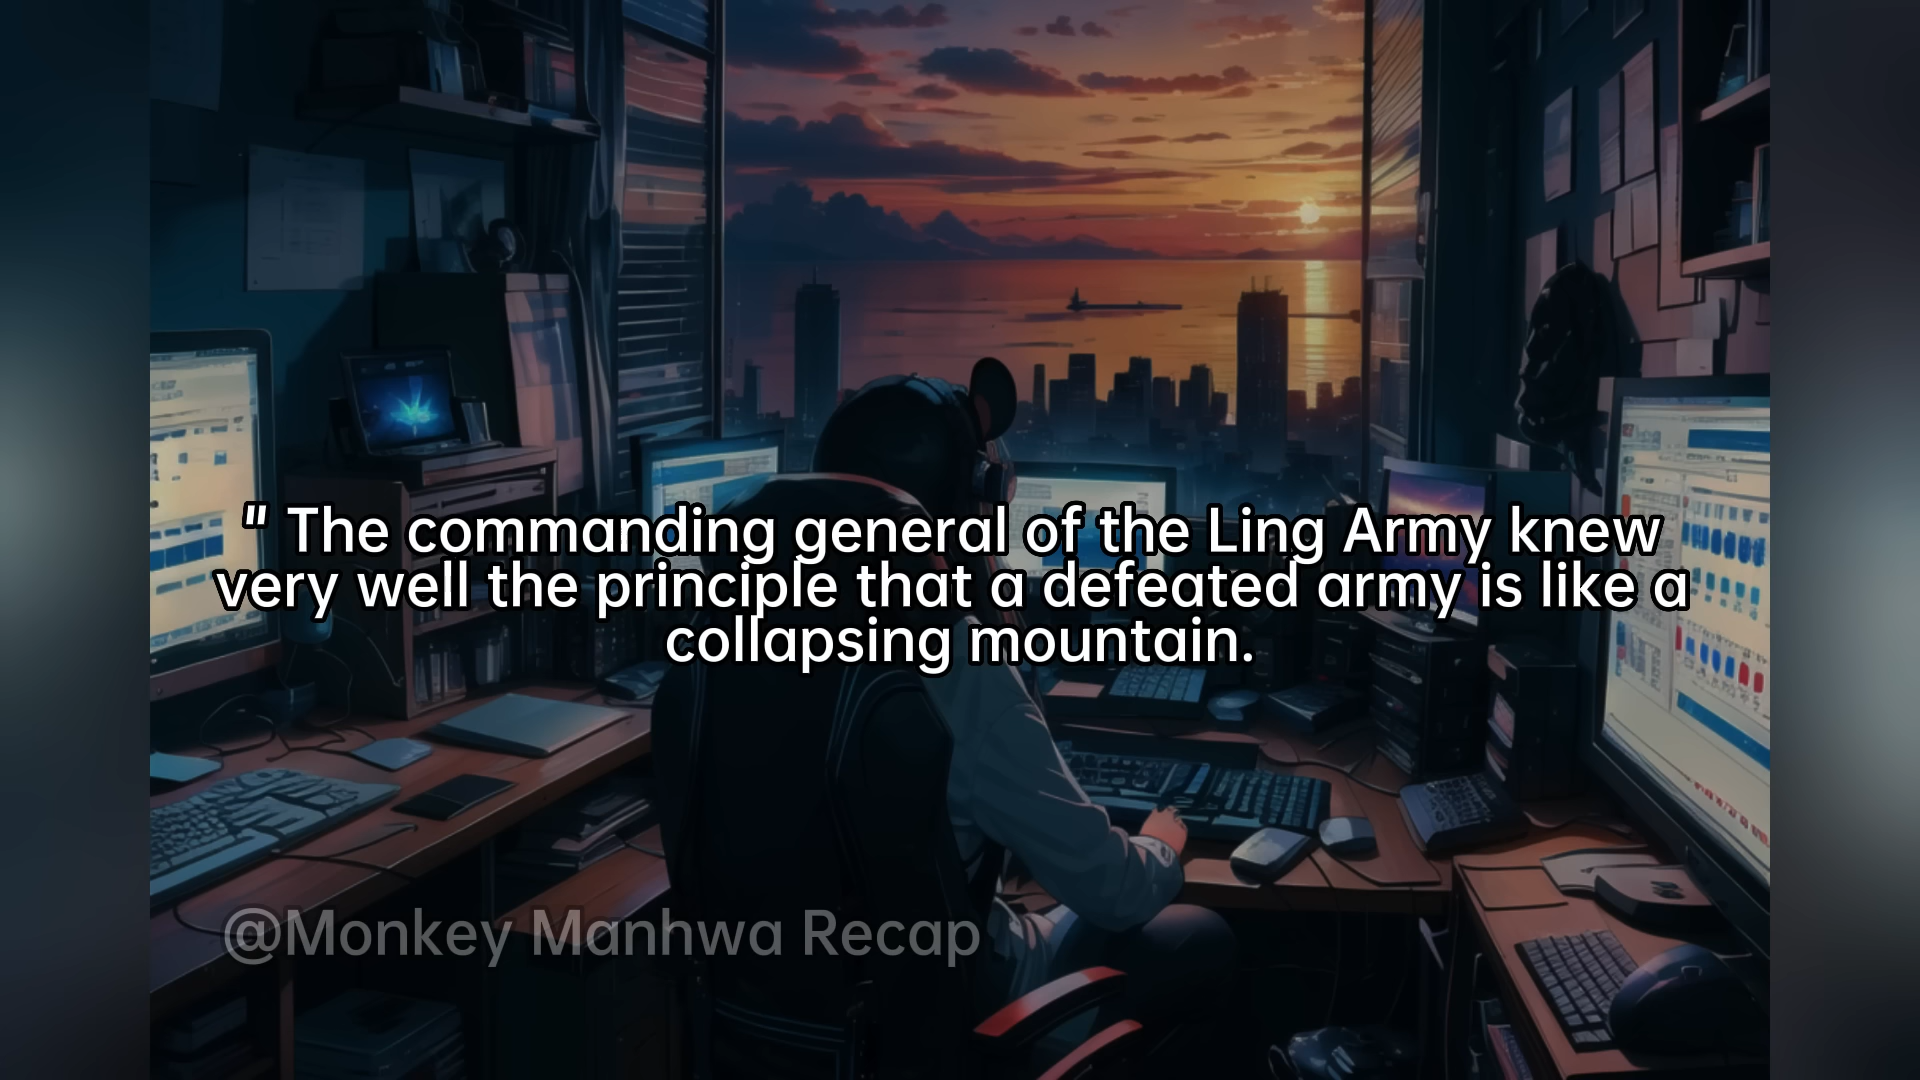 " The commanding general of the Ling Army knew
very well the principle that a defeated army is like a
collapsing mountain.
@Monkey Manhwa Recap